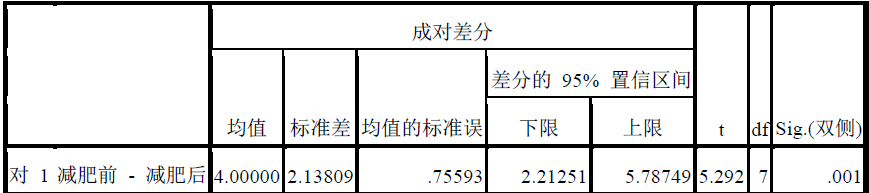 成对差分
差分的 95% 置信区间
均值 标准差 均值的标准误 下限 上限 t df Sig.(双侧)
对 1 减肥前 - 减肥后 4.00000 2.13809 .75593 2.21251 5.78749 5.292 7 .001